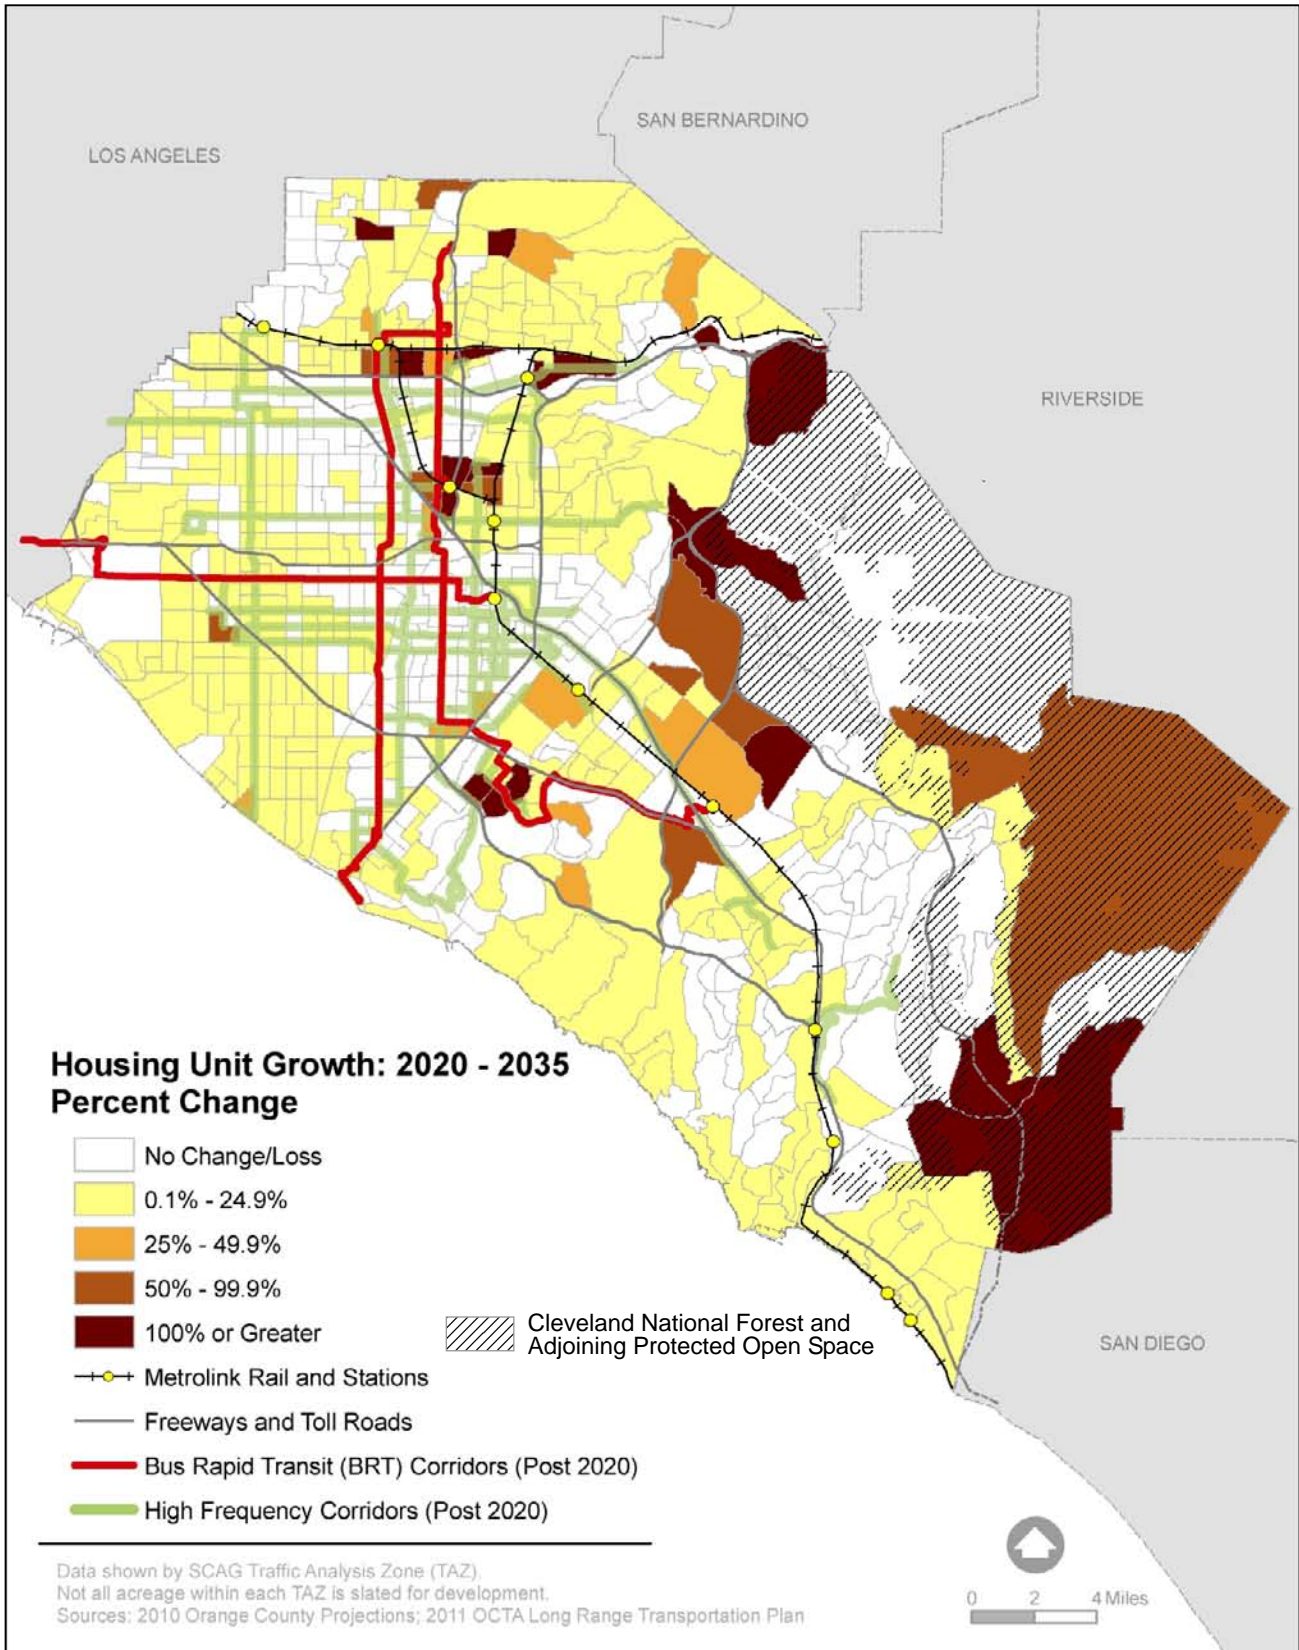 SAN BERNARDINO
LOS ANGELES
RIVERSIDE
Housing Unit Growth: 2020 - 2035
Percent Change
No Change/Loss
0.1% - 24.9%
25% - 49.9%
50% - 99.9%
100% or Greater
Cleveland National Forest and
Adjoining Protected Open Space
SAN DIEGO
Metrolink Rail and Stations
Freeways and Toll Roads
Bus Rapid Transit (BRT) Corridors (Post 2020)
High Frequency Corridors (Post 2020)
Data shown by SCAG Traffic Analysis Zone (TAZ).
Not all acreage within each TAZ is slated for development.
Sources: 2010 Orange County Projections; 2011 OCTA Long Range Transportation Plan
0 2 4 Miles